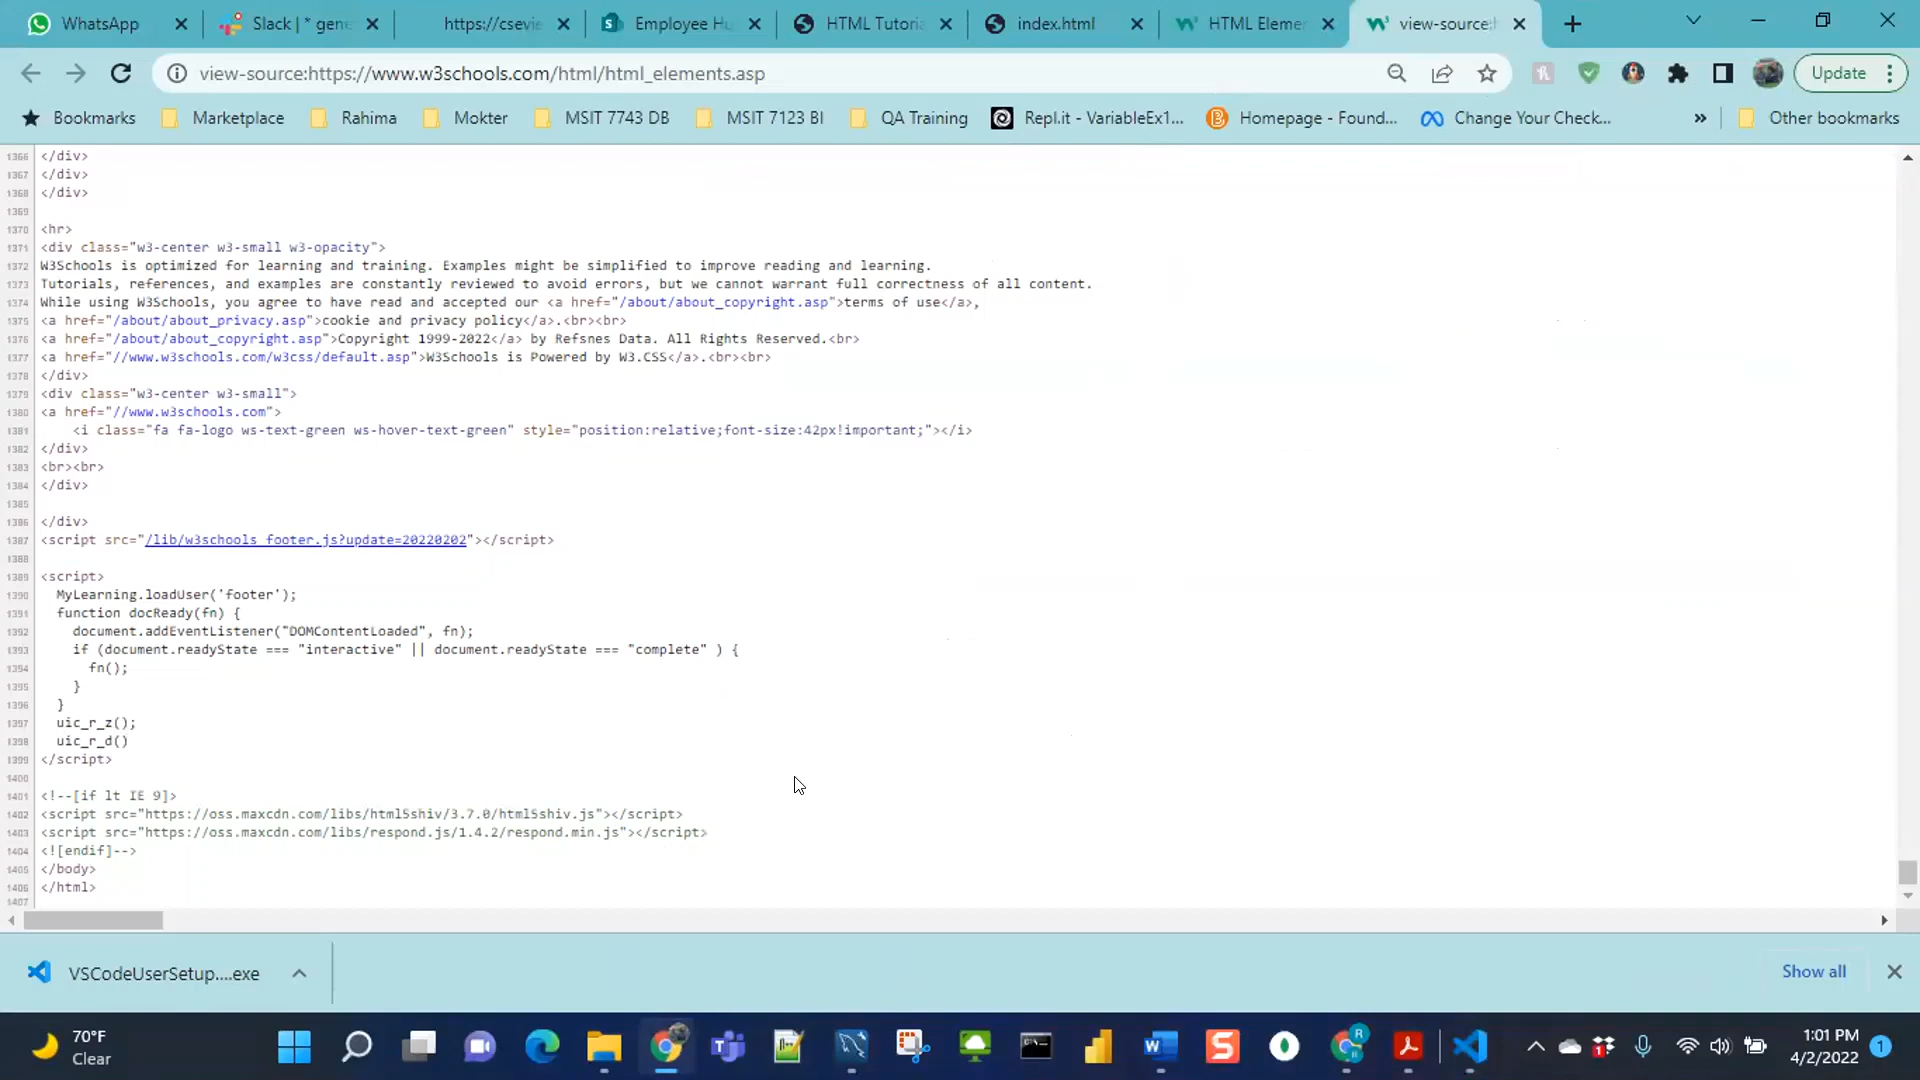 WhatsApp
Slack | * gene
https://csevie
Employee Hu
HTML Tutoria
index.html
HTML Elemen
view-source:h
view-source:https://www.w3schools.com/html/html_elements.asp
Update
Bookmarks
Marketplace
Rahima
Mokter
MSIT 7743 DB
MSIT 7123 BI
QA Training
Repl.it - VariableEx1...
Homepage - Found...
Change Your Check...
»
Other bookmarks
1366 </div>
1367 </div>
1368 </div>
1369
1370 <hr>
1371 <div class="w3-center w3-small w3-opacity">
1372 W3Schools is optimized for learning and training. Examples might be simplified to improve reading and learning.
1373 Tutorials, references, and examples are constantly reviewed to avoid errors, but we cannot warrant full correctness of all content.
1374 While using W3Schools, you agree to have read and accepted our <a href="/about/about_copyright.asp">terms of use</a>,
1375 <a href="/about/about_privacy.asp">cookie and privacy policy</a>.<br><br>
1376 <a href="/about/about_copyright.asp">Copyright 1999-2022</a> by Refsnes Data. All Rights Reserved.<br>
1377 <a href="//www.w3schools.com/w3css/default.asp">W3Schools is Powered by W3.CSS</a>.<br><br>
1378 </div>
1379 <div class="w3-center w3-small">
1380 <a href="//www.w3schools.com">
1381 <i class="fa fa-logo ws-text-green ws-hover-text-green" style="position:relative;font-size:42px!important;"></i>
1382 </div>
1383 <br><br>
1384 </div>
1385
1386 </div>
1387 <script src="/lib/w3schools_footer.js?update=20220202"></script>
1388
1389 <script>
1390 MyLearning.loadUser('footer');
1391 function docReady(fn) {
1392 document.addEventListener("DOMContentLoaded", fn);
1393 if (document.readyState === "interactive" || document.readyState === "complete" ) {
1394 fn();
1395 }
1396 }
1397 uic_r_z();
1398 uic_r_d()
1399 </script>
1400
1401 <!--[if lt IE 9]>
1402 <script src="https://oss.maxcdn.com/libs/html5shiv/3.7.0/html5shiv.js"></script>
1403 <script src="https://oss.maxcdn.com/libs/respond.js/1.4.2/respond.min.js"></script>
1404 <![endif]-->
1405 </body>
1406 </html>
1407
VSCodeUserSetup....exe
Show all
70°F
Clear
1:01 PM
4/2/2022
1